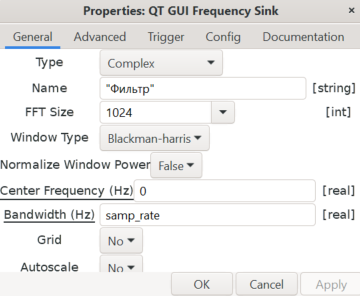 Properties: QT GUI Frequency Sink ×
General Advanced Trigger Config Documentation
Type Complex
Name "Фильтр" [string]
FFT Size 1024 [int]
Window Type Blackman-harris
Normalize Window Power False
Center Frequency (Hz) 0 [real]
Bandwidth (Hz) samp_rate [real]
Grid No
Autoscale No
OK Cancel Apply